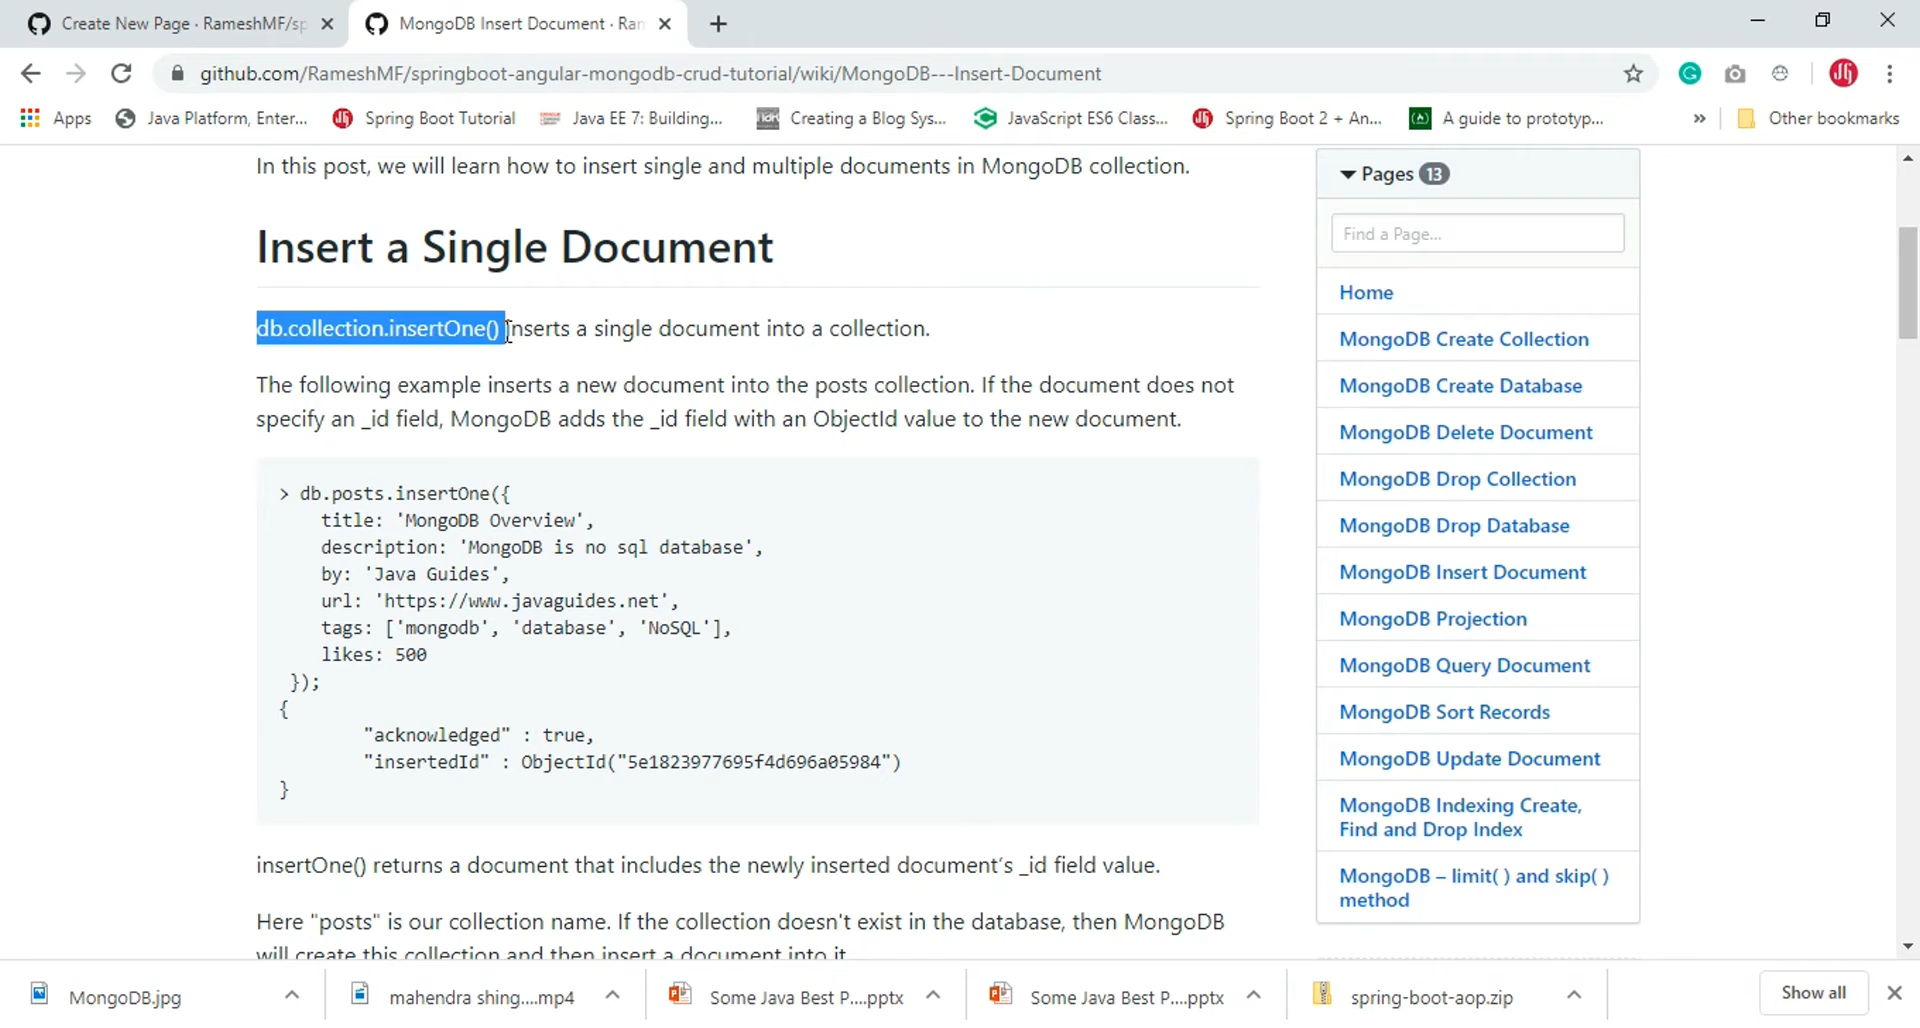 Create New Page · RameshMF/sp
MongoDB Insert Document · Ram
github.com/RameshMF/springboot-angular-mongodb-crud-tutorial/wiki/MongoDB---Insert-Document
Apps
Java Platform, Enter...
Spring Boot Tutorial
Java EE 7: Building...
Creating a Blog Sys...
JavaScript ES6 Class...
Spring Boot 2 + An...
A guide to prototyp...
»
Other bookmarks
In this post, we will learn how to insert single and multiple documents in MongoDB collection.
Insert a Single Document
db.collection.insertOne() inserts a single document into a collection.
The following example inserts a new document into the posts collection. If the document does not
specify an _id field, MongoDB adds the _id field with an ObjectId value to the new document.
> db.posts.insertOne({
title: 'MongoDB Overview',
description: 'MongoDB is no sql database',
by: 'Java Guides',
url: 'https://www.javaguides.net',
tags: ['mongodb', 'database', 'NoSQL'],
likes: 500
});
{
"acknowledged" : true,
"insertedId" : ObjectId("5e1823977695f4d696a05984")
}
insertOne() returns a document that includes the newly inserted document's _id field value.
Here "posts" is our collection name. If the collection doesn't exist in the database, then MongoDB
will create this collection and then insert a document into it.
Pages 13
Find a Page...
Home
MongoDB Create Collection
MongoDB Create Database
MongoDB Delete Document
MongoDB Drop Collection
MongoDB Drop Database
MongoDB Insert Document
MongoDB Projection
MongoDB Query Document
MongoDB Sort Records
MongoDB Update Document
MongoDB Indexing Create,
Find and Drop Index
MongoDB – limit( ) and skip( )
method
MongoDB.jpg
mahendra shing....mp4
Some Java Best P....pptx
Some Java Best P....pptx
spring-boot-aop.zip
Show all